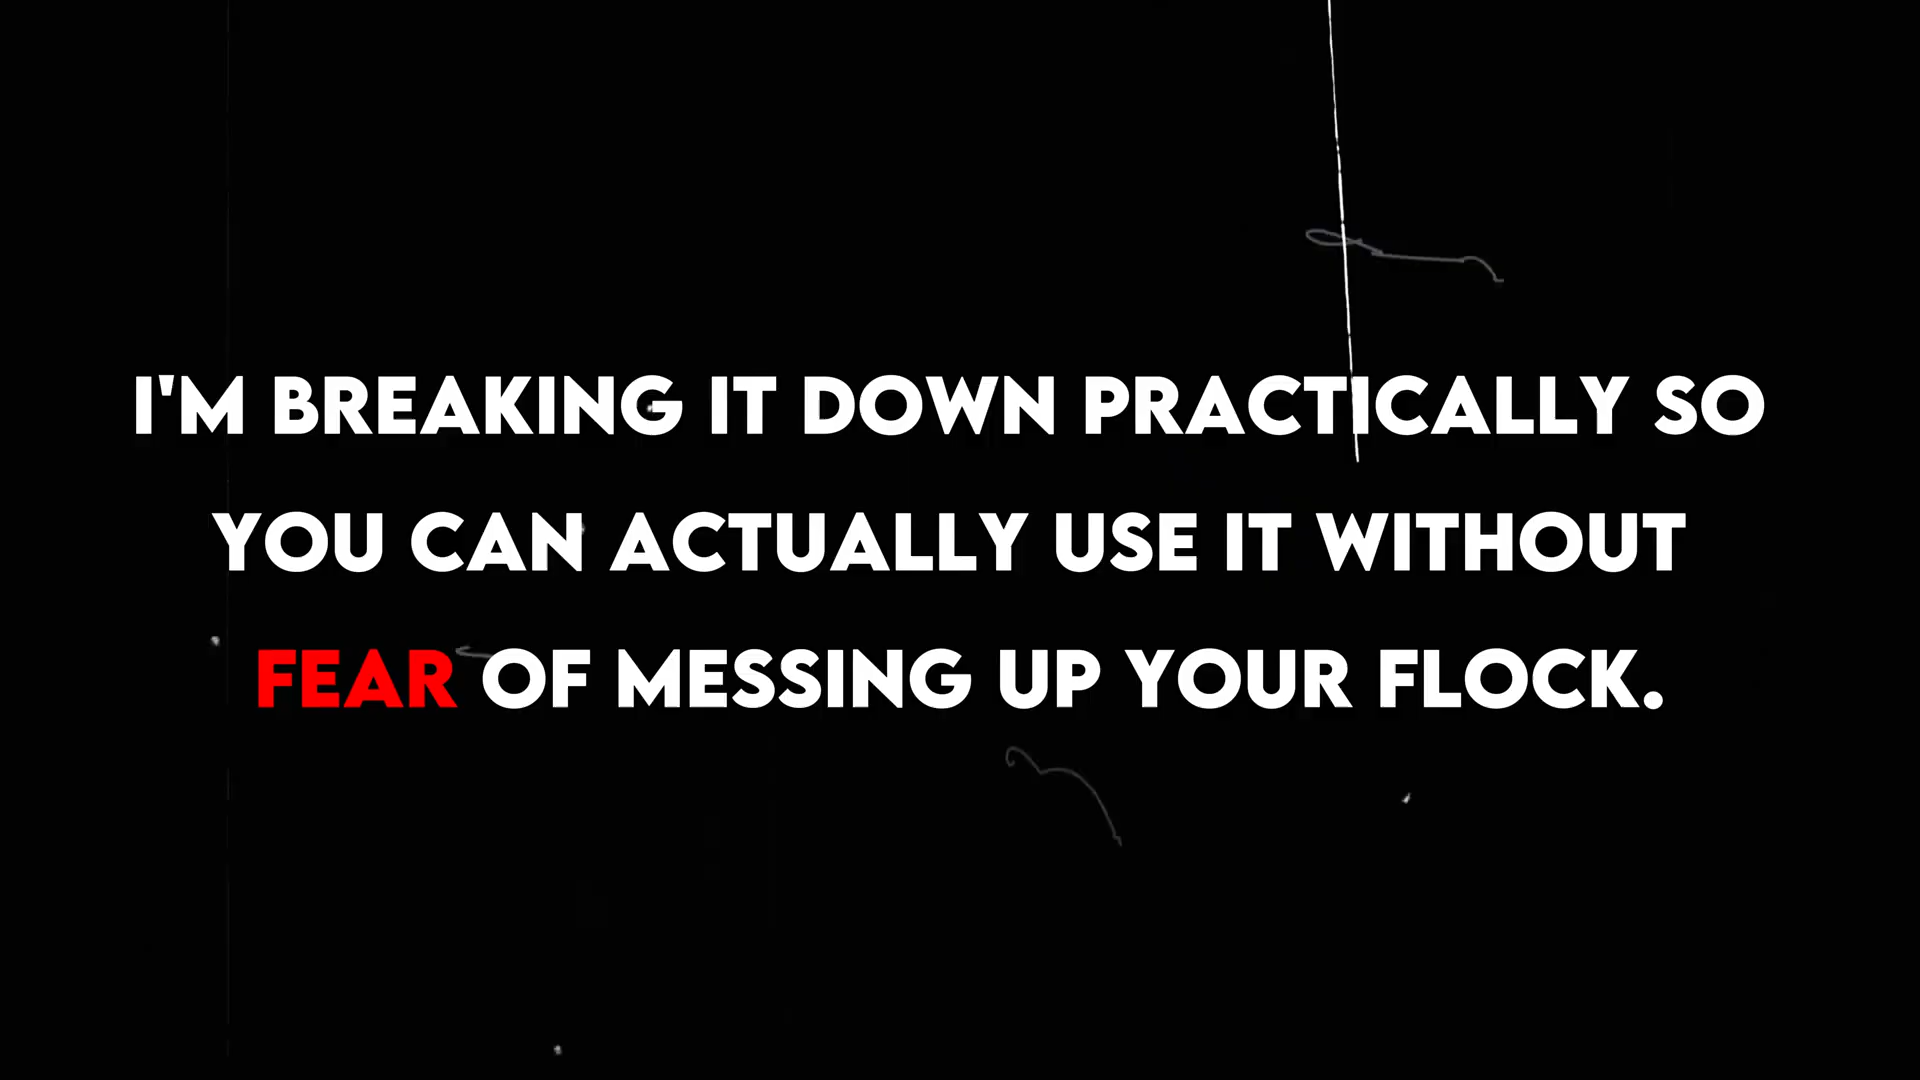 I'M BREAKING IT DOWN PRACTICALLY SO
YOU CAN ACTUALLY USE IT WITHOUT
FEAR OF MESSING UP YOUR FLOCK.